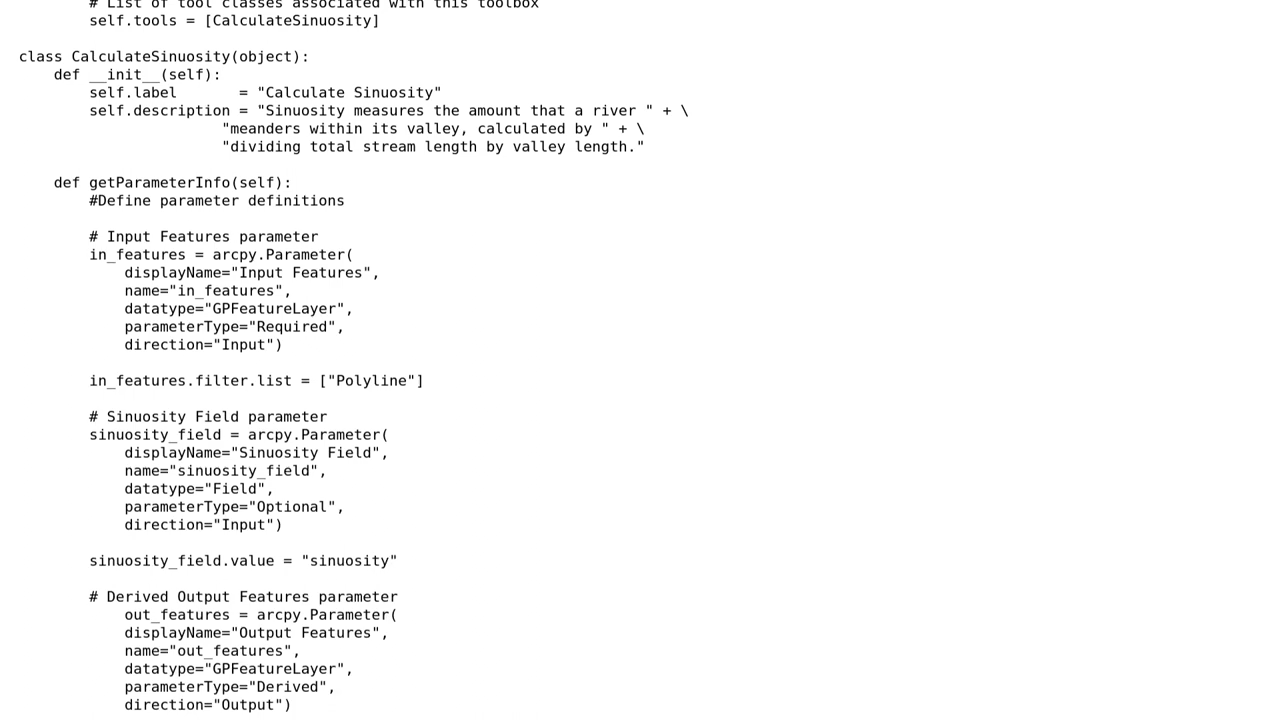 # List of tool classes associated with this toolbox
self.tools = [CalculateSinuosity]
class CalculateSinuosity(object):
def __init__(self):
self.label       = "Calculate Sinuosity"
self.description = "Sinuosity measures the amount that a river " + \
"meanders within its valley, calculated by " + \
"dividing total stream length by valley length."
def getParameterInfo(self):
#Define parameter definitions
# Input Features parameter
in_features = arcpy.Parameter(
displayName="Input Features",
name="in_features",
datatype="GPFeatureLayer",
parameterType="Required",
direction="Input")
in_features.filter.list = ["Polyline"]
# Sinuosity Field parameter
sinuosity_field = arcpy.Parameter(
displayName="Sinuosity Field",
name="sinuosity_field",
datatype="Field",
parameterType="Optional",
direction="Input")
sinuosity_field.value = "sinuosity"
# Derived Output Features parameter
out_features = arcpy.Parameter(
displayName="Output Features",
name="out_features",
datatype="GPFeatureLayer",
parameterType="Derived",
direction="Output")